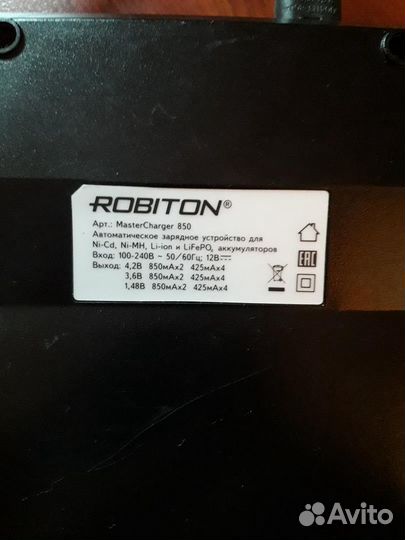 ROBITON®
Арт.: MasterCharger 850
Автоматическое зарядное устройство для
Ni-Cd, Ni-MH, Li-ion и LiFePO₄ аккумуляторов
Вход: 100-240В ~ 50/60Гц; 12В
Выход: 4,2В 850мАх2 425мАх4
3,6В 850мАх2 425мАх4
1,48В 850мАх2 425мАх4
EAC
Avito